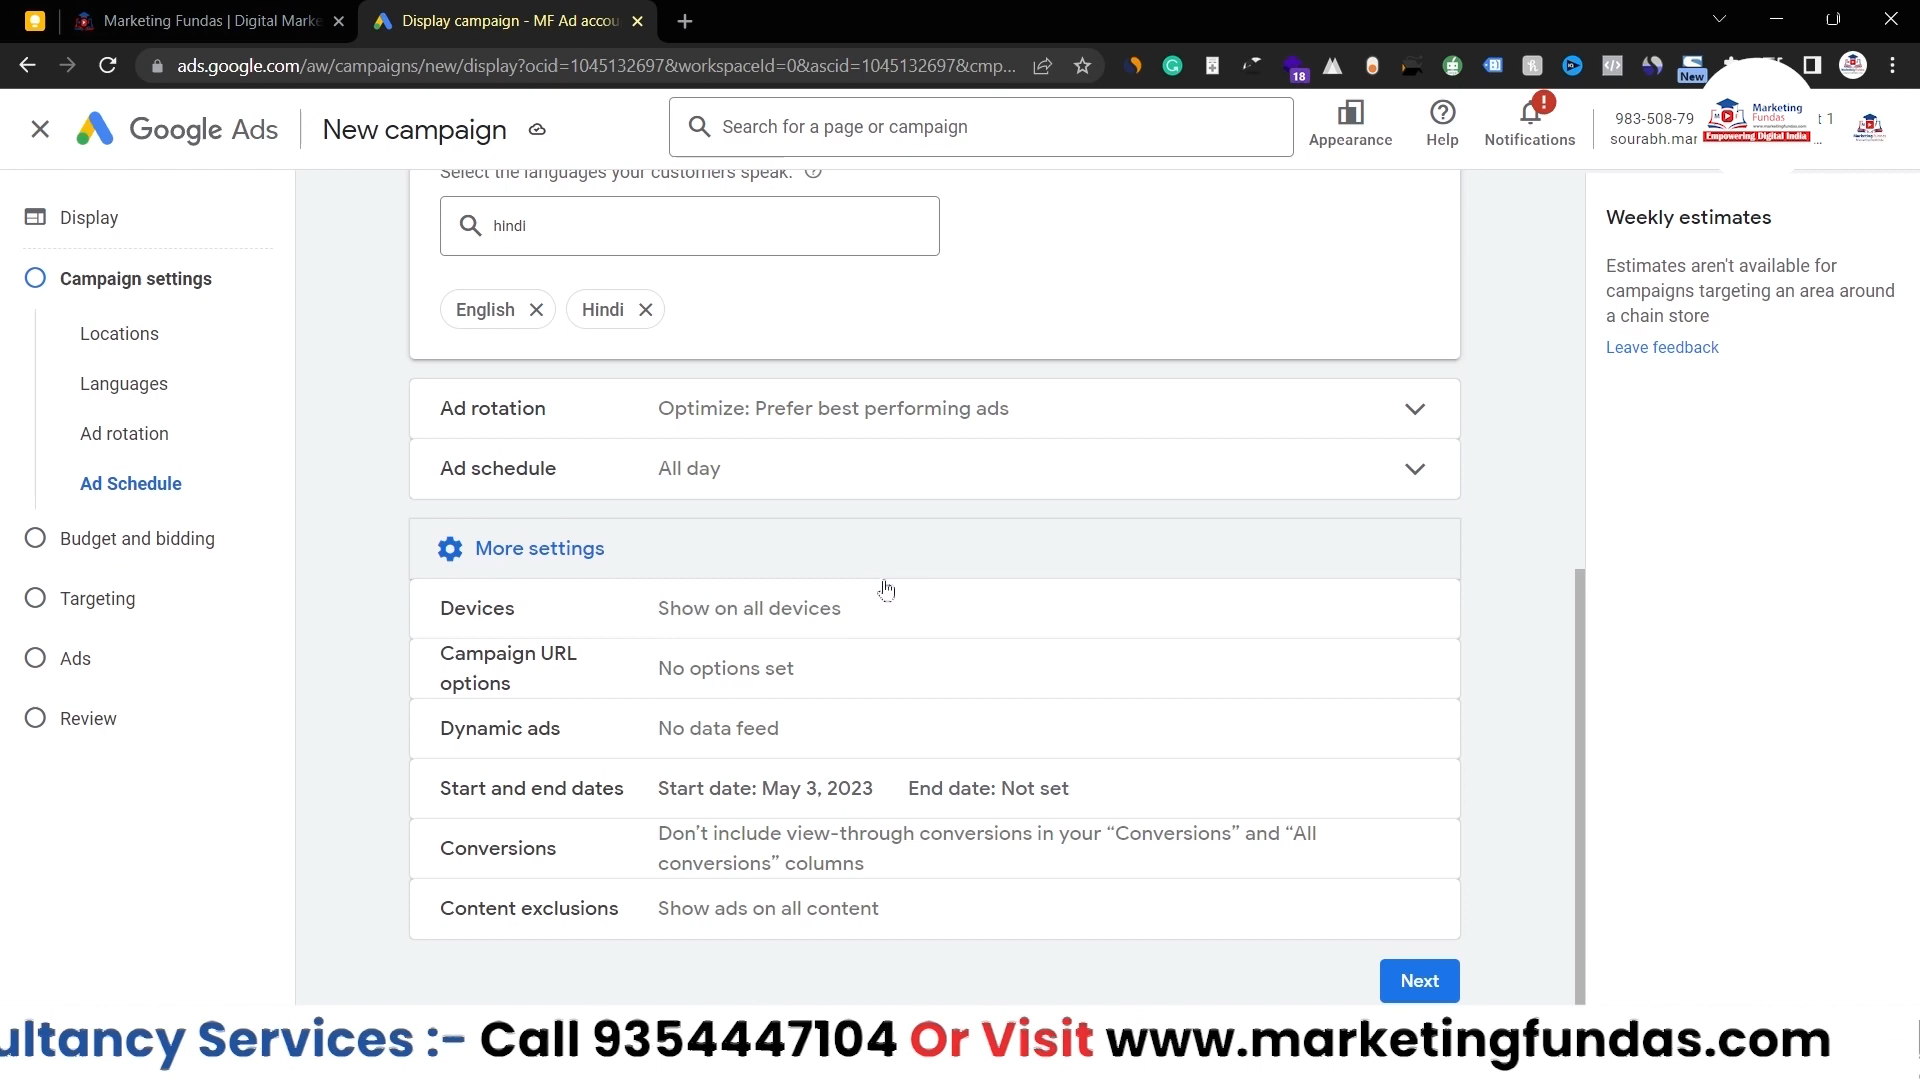 Marketing Fundas | Digital Marke
Display campaign - MF Ad accou
ads.google.com/aw/campaigns/new/display?ocid=1045132697&workspaceId=0&ascid=1045132697&cmp...
18
New
Google Ads
New campaign
Search for a page or campaign
Appearance
Help
Notifications
983-508-79
t 1
sourabh.mar
...
Marketing
Fundas
www.marketingfundas.com
Empowering Digital India
Display
Campaign settings
Locations
Languages
Ad rotation
Ad Schedule
Budget and bidding
Targeting
Ads
Review
Select the languages your customers speak.
hindi
English
Hindi
Ad rotation
Optimize: Prefer best performing ads
Ad schedule
All day
More settings
Devices
Show on all devices
Campaign URL
options
No options set
Dynamic ads
No data feed
Start and end dates
Start date: May 3, 2023
End date: Not set
Conversions
Don't include view-through conversions in your “Conversions” and “All
conversions” columns
Content exclusions
Show ads on all content
Next
Weekly estimates
Estimates aren't available for
campaigns targeting an area around
a chain store
Leave feedback
ultancy Services :- Call 9354447104 Or Visit www.marketingfundas.com